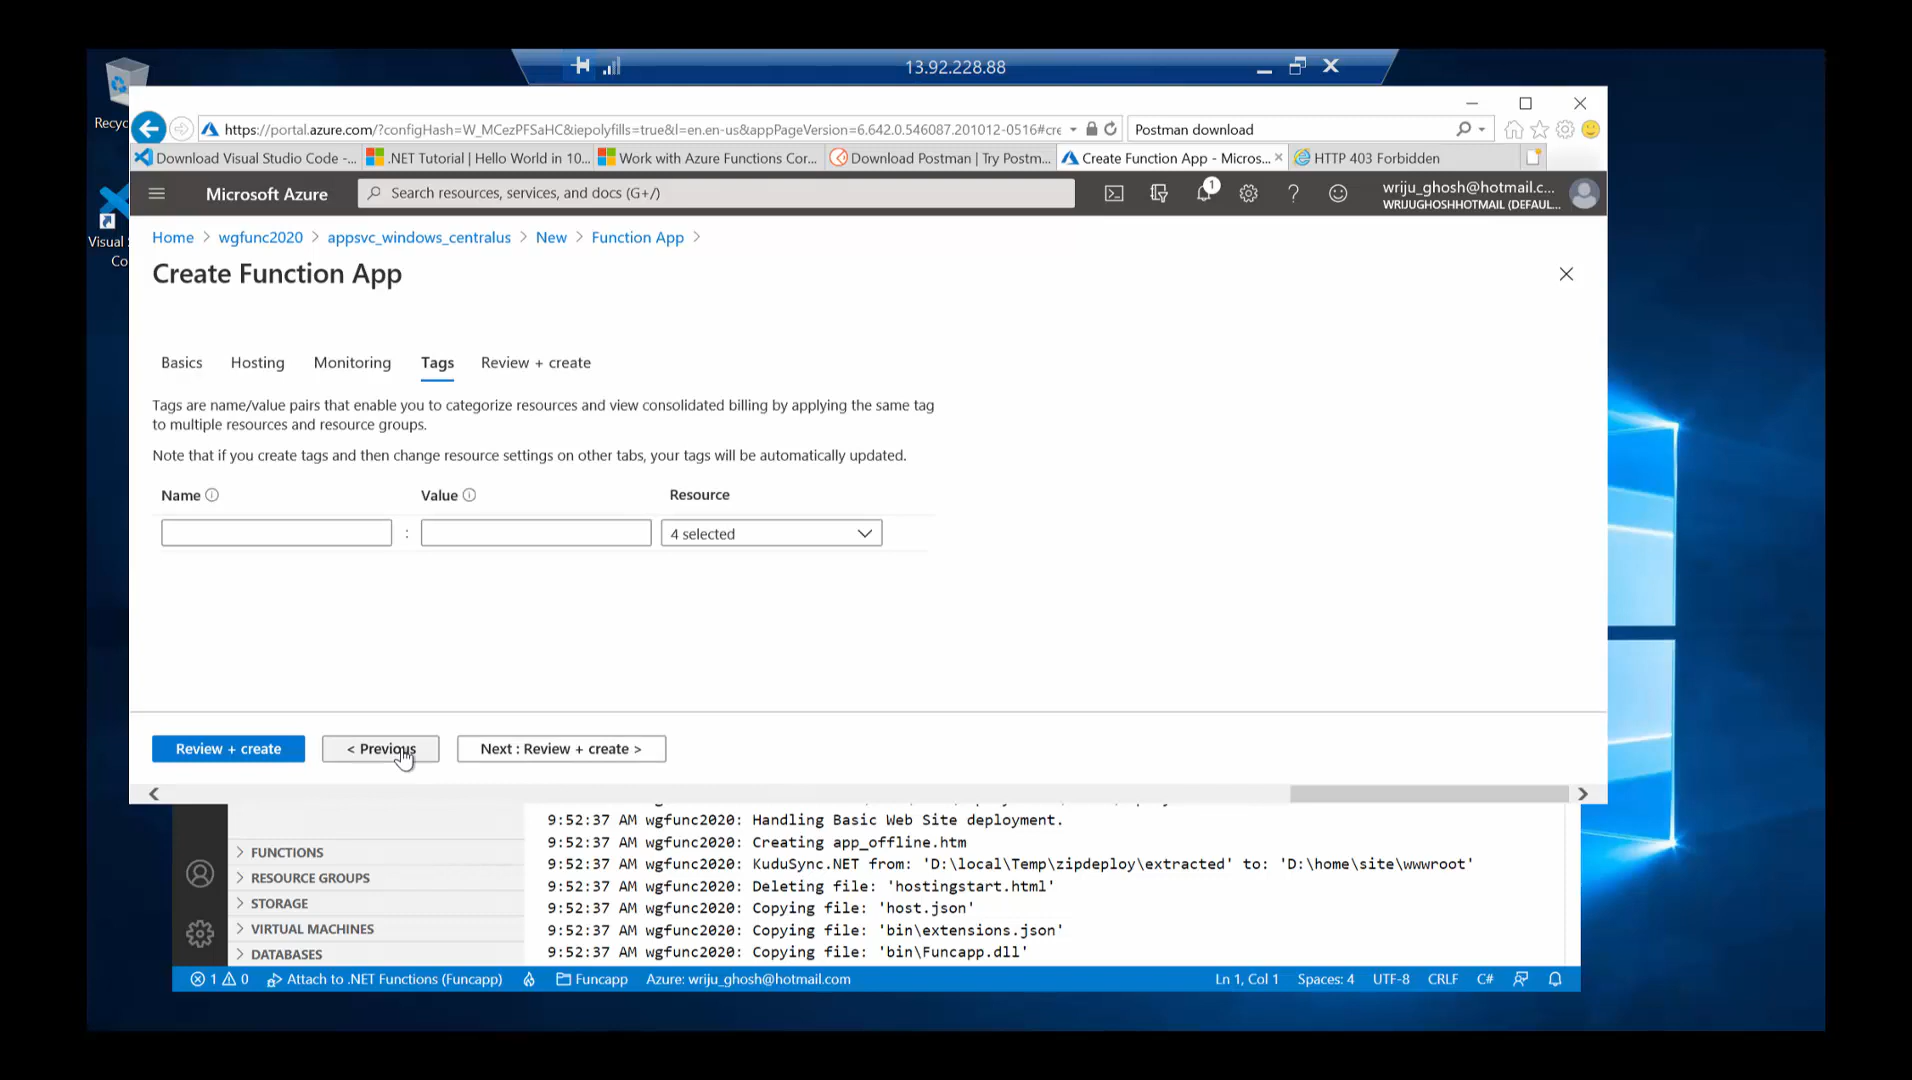 13.92.228.88
Recyc
https://portal.azure.com/?configHash=W_MCezPFSaHC&iepolyfills=true&l=en.en-us&appPageVersion=6.642.0.546087.201012-0516#cre
Postman download
Download Visual Studio Code -...
.NET Tutorial | Hello World in 10...
Work with Azure Functions Cor...
Download Postman | Try Postm...
Create Function App - Micros...
HTTP 403 Forbidden
Microsoft Azure
Search resources, services, and docs (G+/)
1
wriju_ghosh@hotmail.c...
WRIJUGHOSHHOTMAIL (DEFAUL...
Visual
Co
Home > wgfunc2020 > appsvc_windows_centralus > New > Function App >
Create Function App
Basics Hosting Monitoring Tags Review + create
Tags are name/value pairs that enable you to categorize resources and view consolidated billing by applying the same tag
to multiple resources and resource groups.
Note that if you create tags and then change resource settings on other tabs, your tags will be automatically updated.
Name Value Resource
: 4 selected
Review + create < Previous Next : Review + create >
9:52:37 AM wgfunc2020: Handling Basic Web Site deployment.
9:52:37 AM wgfunc2020: Creating app_offline.htm
9:52:37 AM wgfunc2020: KuduSync.NET from: 'D:\local\Temp\zipdeploy\extracted' to: 'D:\home\site\wwwroot'
9:52:37 AM wgfunc2020: Deleting file: 'hostingstart.html'
9:52:37 AM wgfunc2020: Copying file: 'host.json'
9:52:37 AM wgfunc2020: Copying file: 'bin\extensions.json'
9:52:37 AM wgfunc2020: Copying file: 'bin\Funcapp.dll'
FUNCTIONS
RESOURCE GROUPS
STORAGE
VIRTUAL MACHINES
DATABASES
1 0 Attach to .NET Functions (Funcapp) Funcapp Azure: wriju_ghosh@hotmail.com Ln 1, Col 1 Spaces: 4 UTF-8 CRLF C#